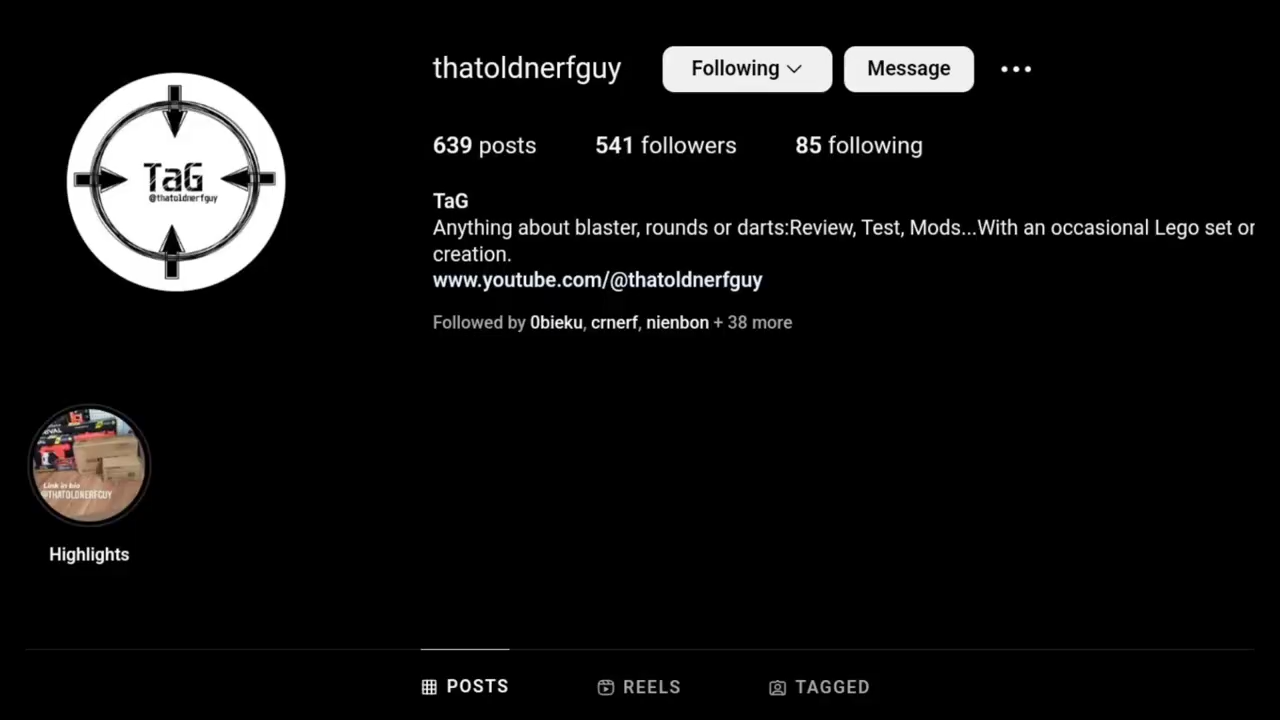 thatoldnerfguy
Following
Message
639 posts
541 followers
85 following
TaG
Anything about blaster, rounds or darts:Review, Test, Mods...With an occasional Lego set or
creation.
www.youtube.com/@thatoldnerfguy
Followed by 0bieku, crnerf, nienbon + 38 more
TaG
@thatoldnerfguy
Link in bio
@THATOLDNERFGUY
Highlights
POSTS
REELS
TAGGED